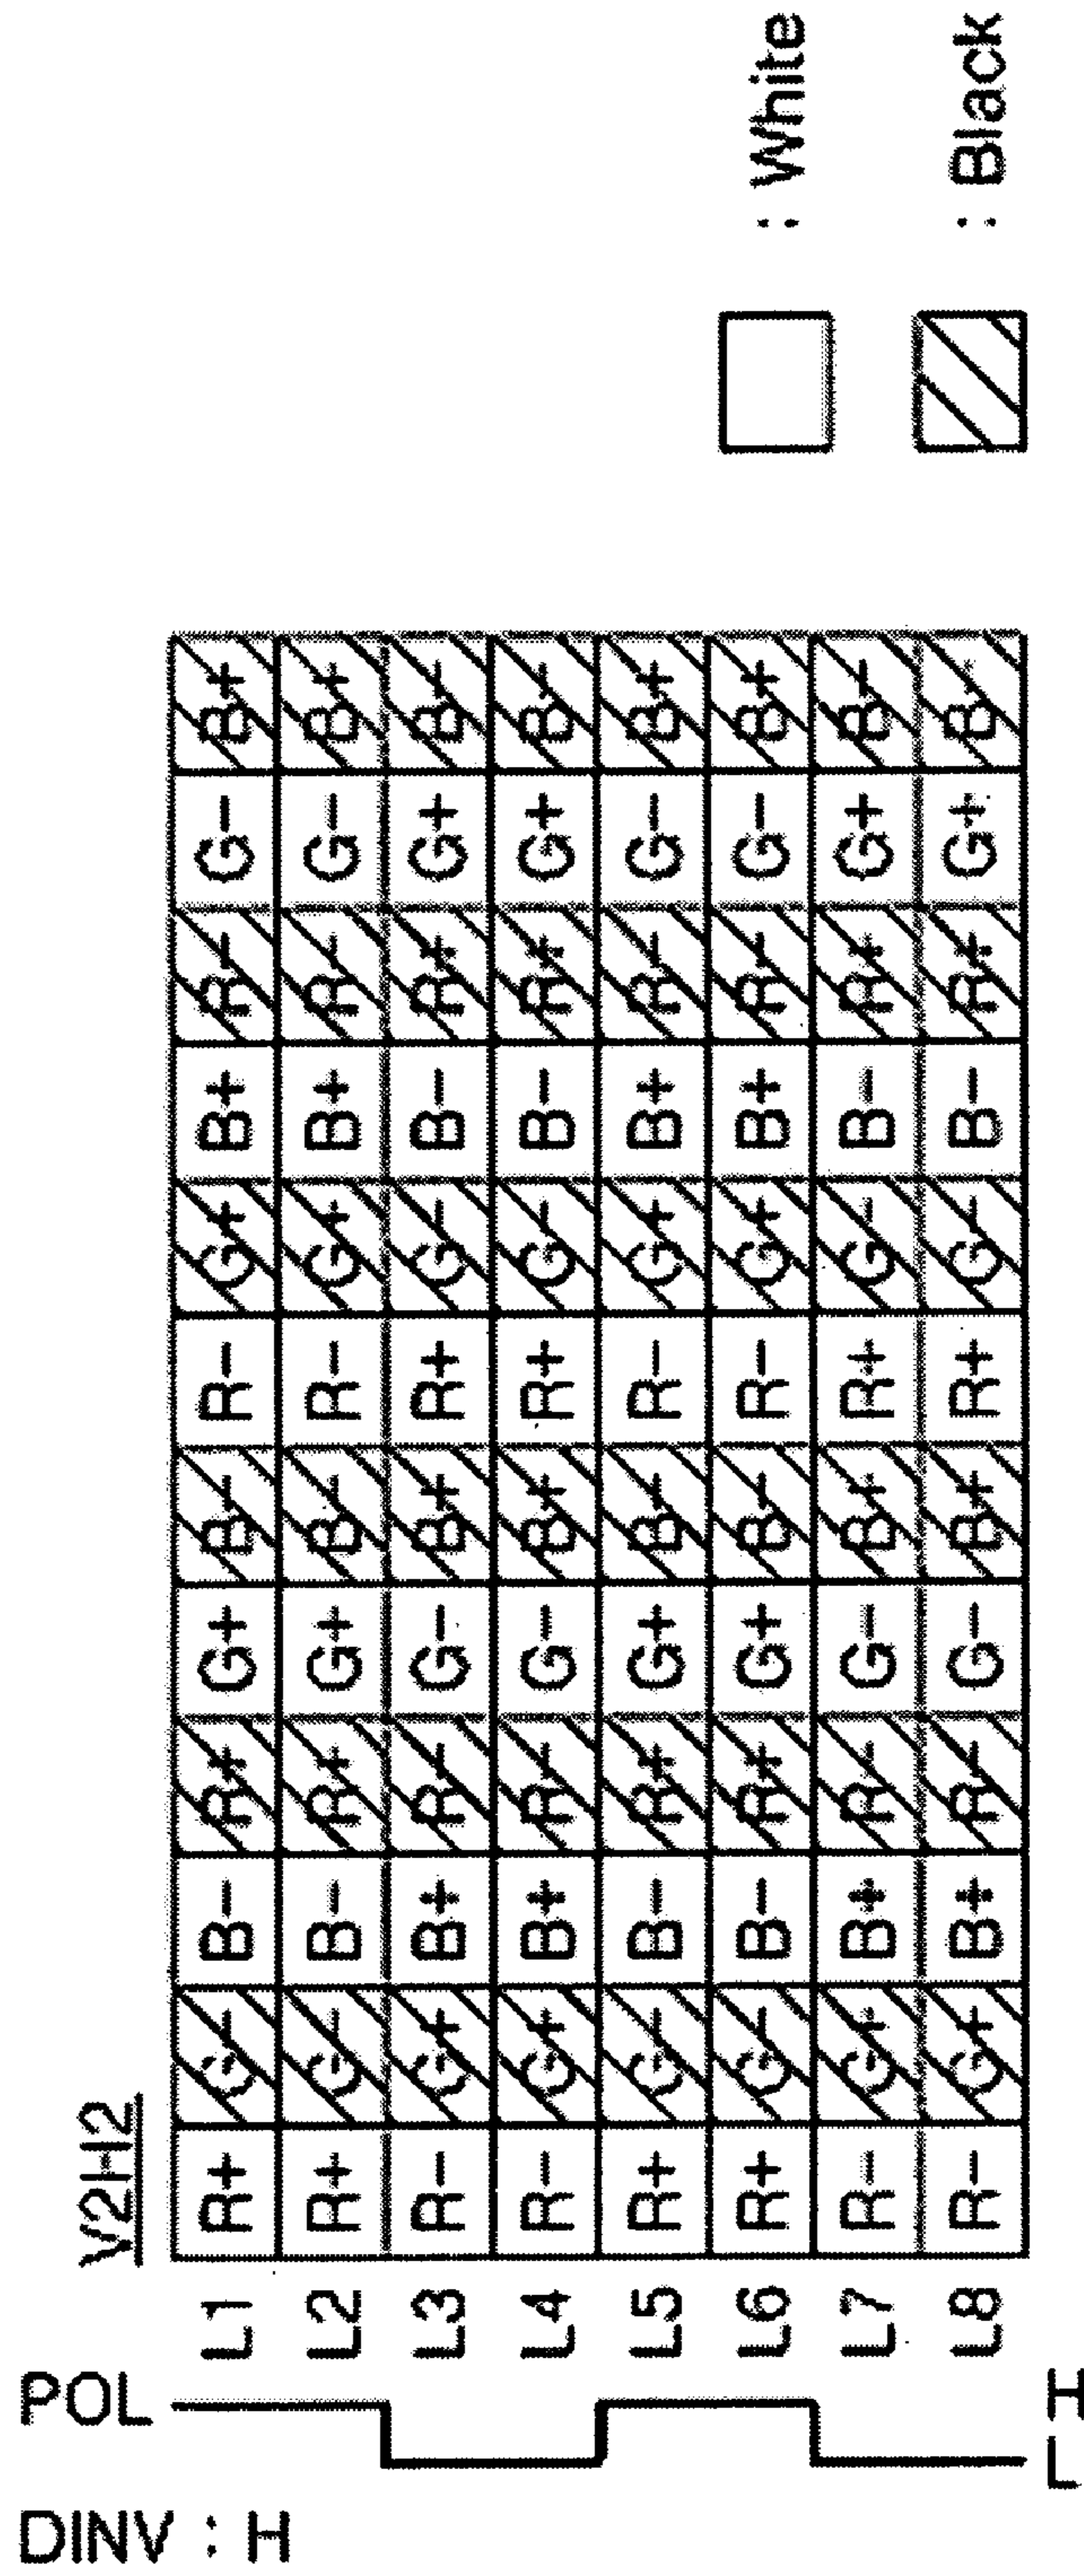 DINV : H
POL
V2H2
L1 R+ G- B- R+ G+ B- R- G+ B+ R- G- B+
L2 R+ G- B- R+ G+ B- R- G+ B+ R- G- B+
L3 R- G+ B+ R- G- B+ R+ G- B- R+ G+ B-
L4 R- G+ B+ R- G- B+ R+ G- B- R+ G+ B-
L5 R+ G- B- R+ G+ B- R- G+ B+ R- G- B+
L6 R+ G- B- R+ G+ B- R- G+ B+ R- G- B+
L7 R- G+ B+ R- G- B+ R+ G- B- R+ G+ B-
L8 R- G+ B+ R- G- B+ R+ G- B- R+ G+ B-
L H
: White
: Black